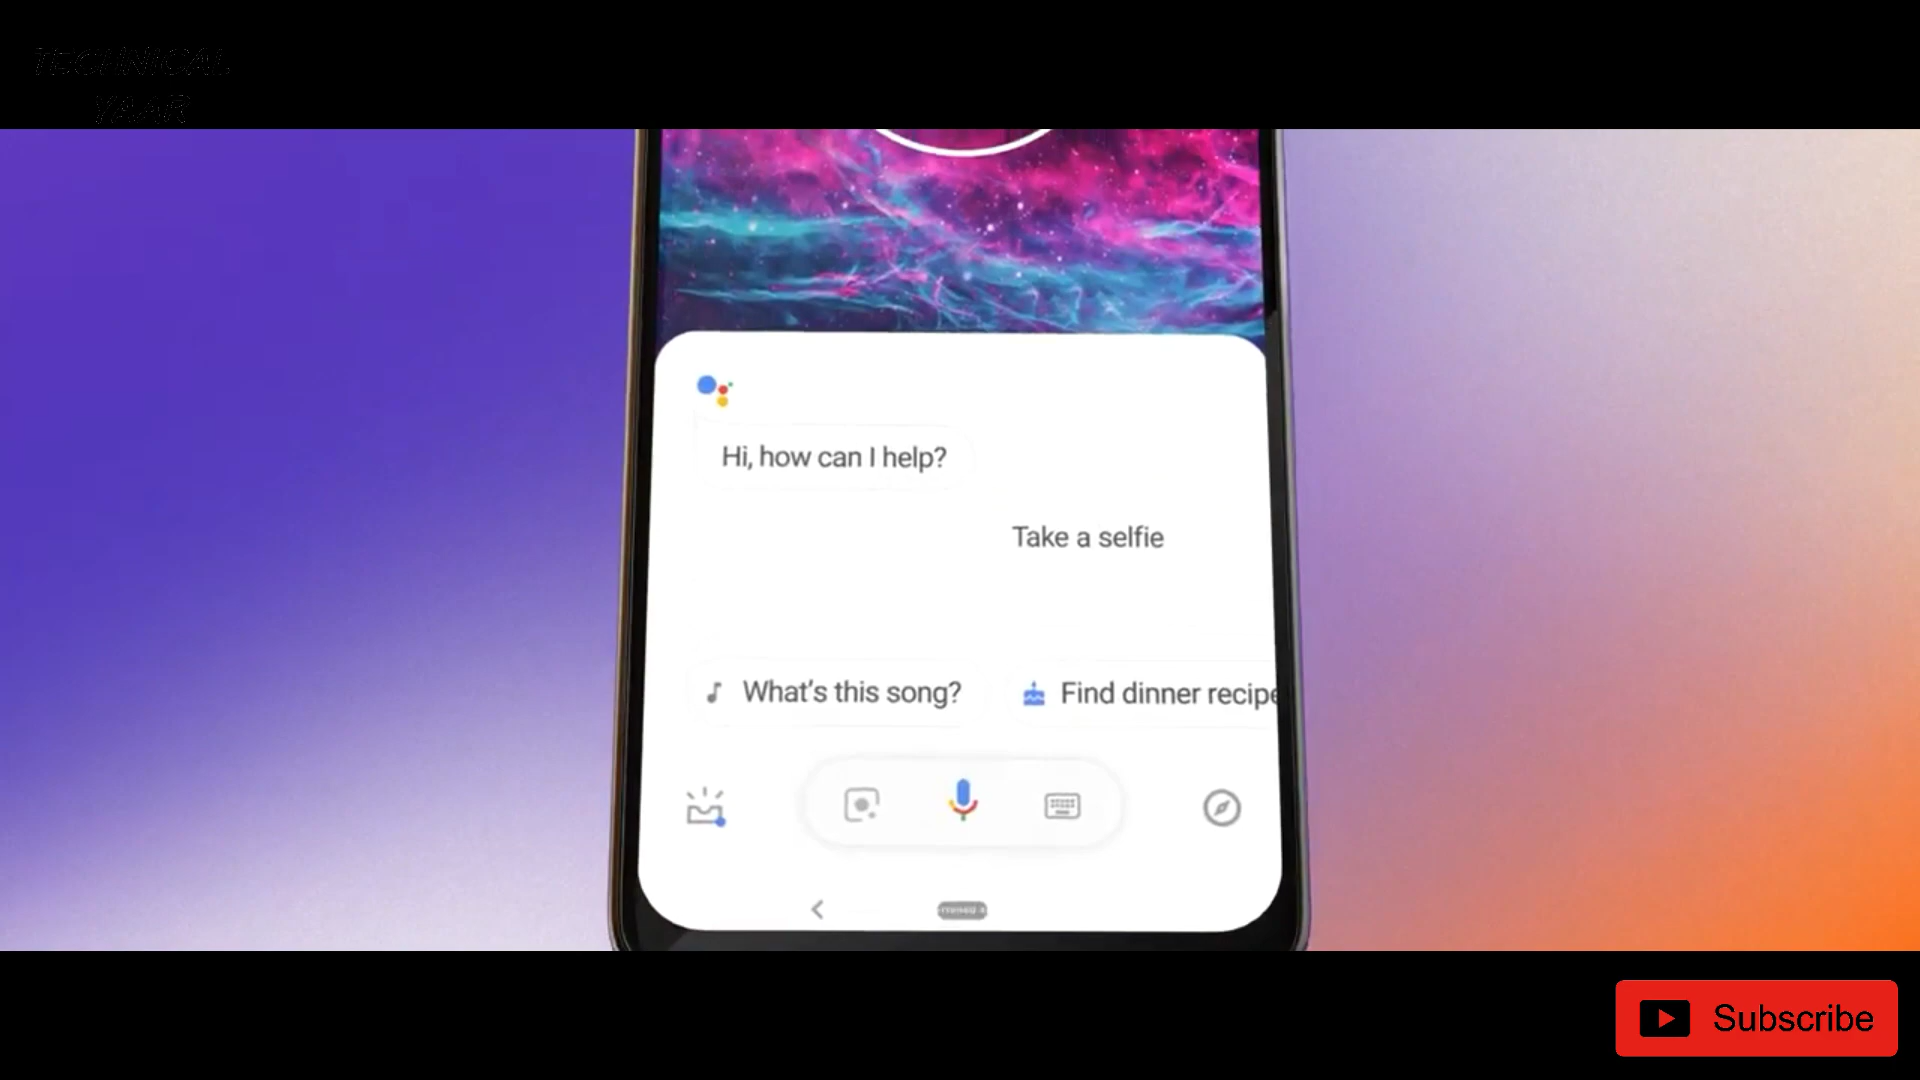 TECHNICAL
YAAR
Hi, how can I help?
Take a selfie
What's this song?
Find dinner recipe
Subscribe